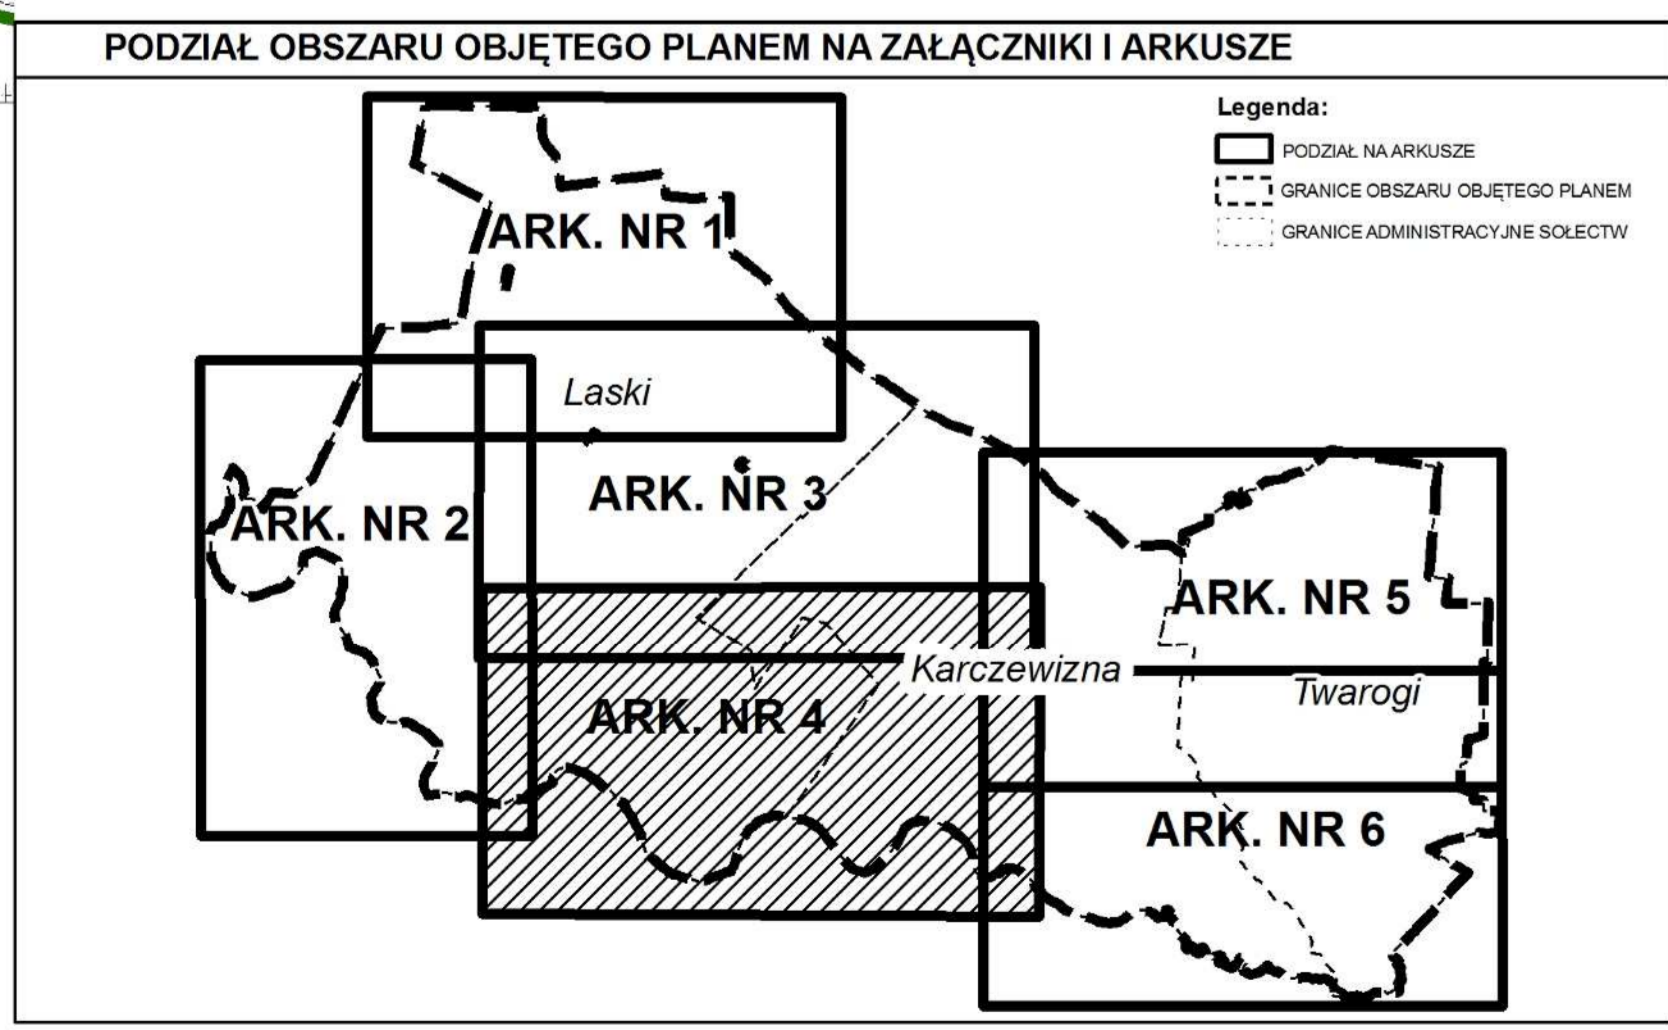 PODZIAŁ OBSZARU OBJĘTEGO PLANEM NA ZAŁĄCZNIKI I ARKUSZE
Legenda:
PODZIAŁ NA ARKUSZE
GRANICE OBSZARU OBJĘTEGO PLANEM
GRANICE ADMINISTRACYJNE SOŁECTW
ARK. NR 1
Laski
ARK. NR 3
ARK. NR 2
ARK. NR 5
Karczewizna
Twarogi
ARK. NR 4
ARK. NR 6